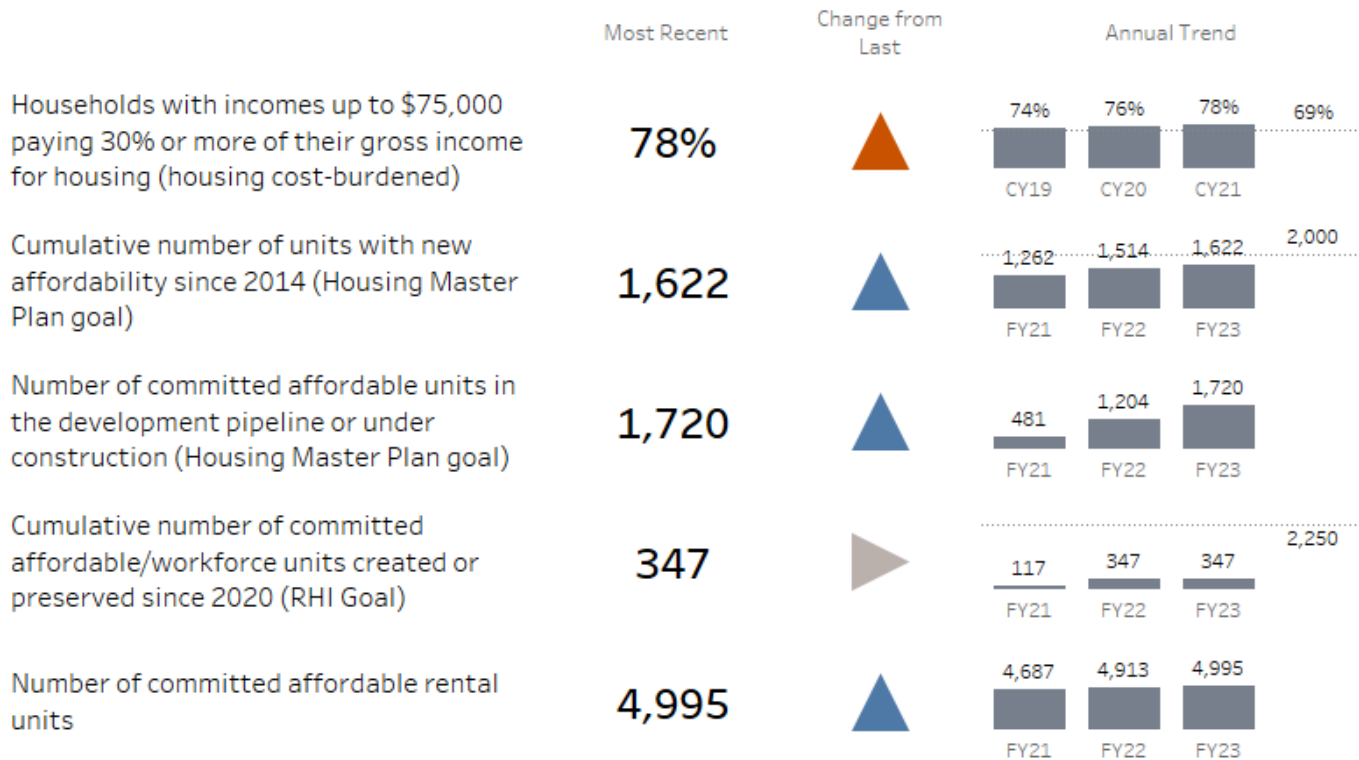 Most Recent
Change from
Last
Annual Trend
Households with incomes up to $75,000
paying 30% or more of their gross income
for housing (housing cost-burdened)
78%
74%
76%
78%
69%
CY19
CY20
CY21
Cumulative number of units with new
affordability since 2014 (Housing Master
Plan goal)
1,622
1,262
1,514
1,622
2,000
FY21
FY22
FY23
Number of committed affordable units in
the development pipeline or under
construction (Housing Master Plan goal)
1,720
481
1,204
1,720
FY21
FY22
FY23
Cumulative number of committed
affordable/workforce units created or
preserved since 2020 (RHI Goal)
347
117
347
347
2,250
FY21
FY22
FY23
Number of committed affordable rental
units
4,995
4,687
4,913
4,995
FY21
FY22
FY23